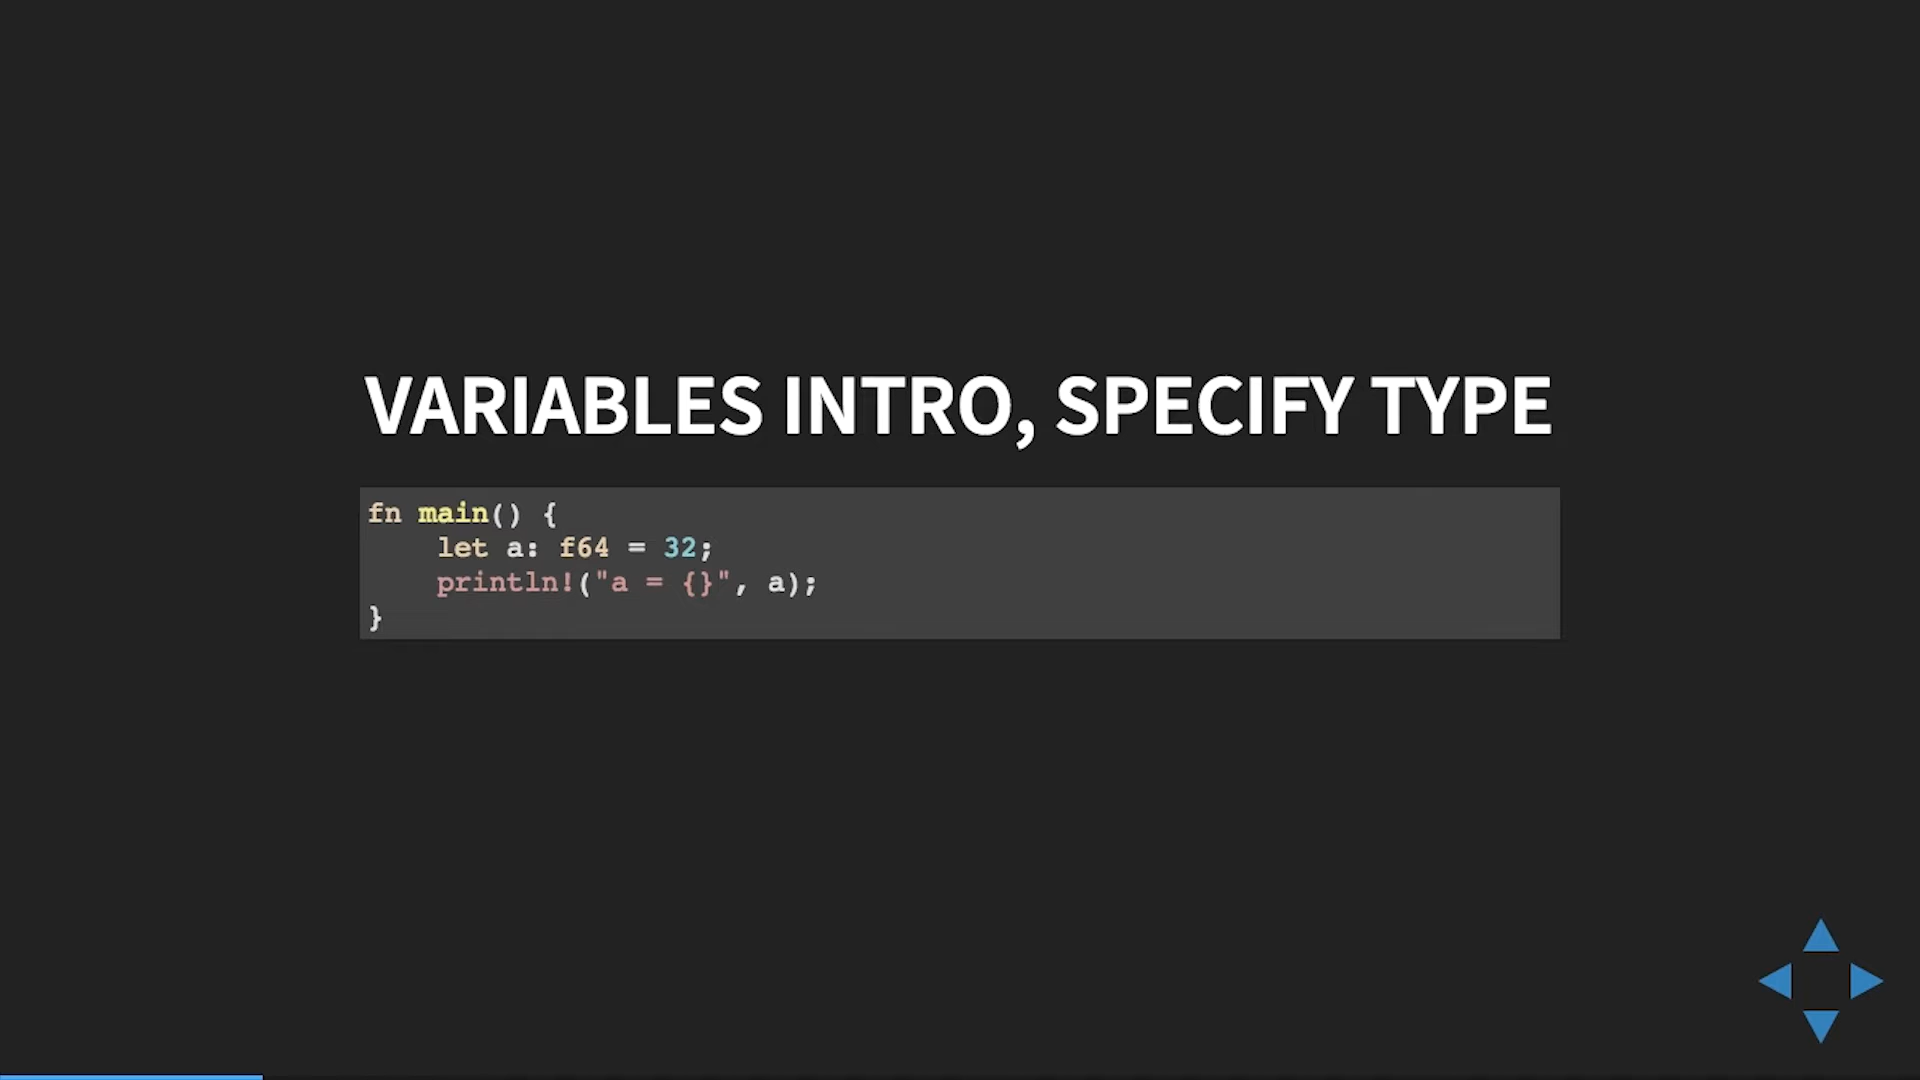 VARIABLES INTRO, SPECIFY TYPE
fn main() {
    let a: f64 = 32;
    println!("a = {}", a);
}